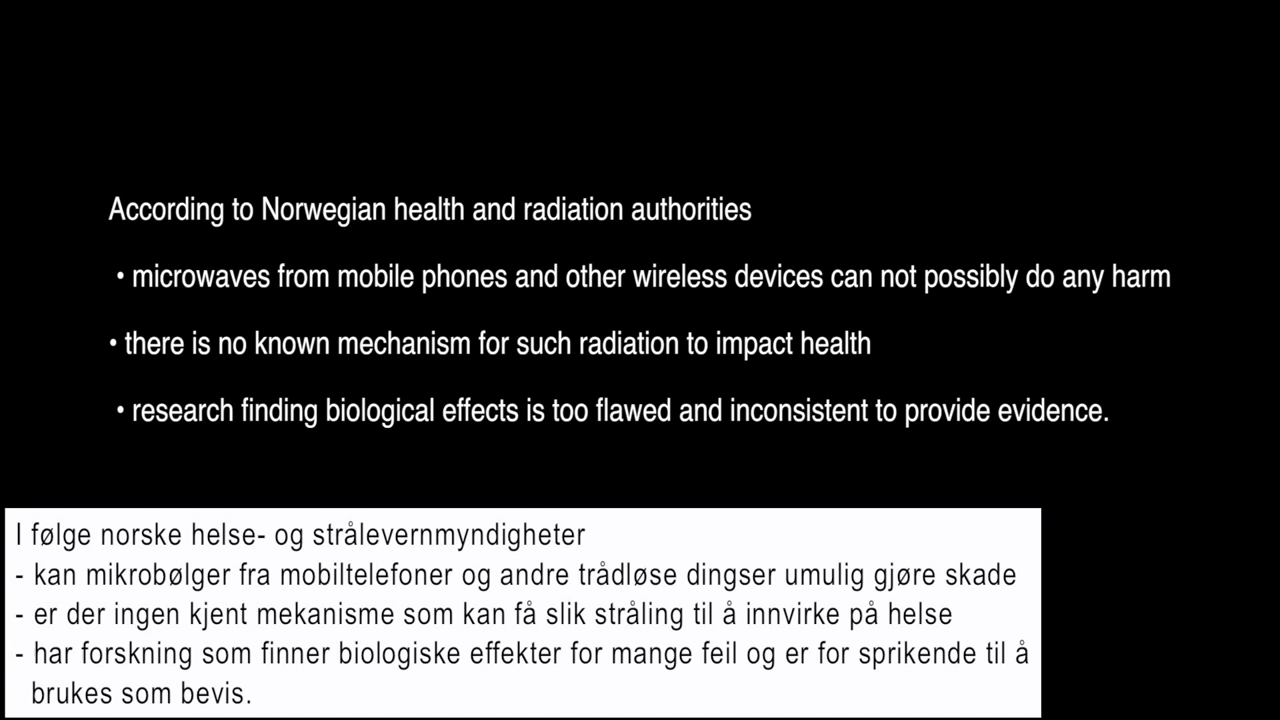 According to Norwegian health and radiation authorities
• microwaves from mobile phones and other wireless devices can not possibly do any harm
• there is no known mechanism for such radiation to impact health
• research finding biological effects is too flawed and inconsistent to provide evidence.
I følge norske helse- og strålevernmyndigheter
- kan mikrobølger fra mobiltelefoner og andre trådløse dingser umulig gjøre skade
- er der ingen kjent mekanisme som kan få slik stråling til å innvirke på helse
- har forskning som finner biologiske effekter for mange feil og er for sprikende til å
brukes som bevis.